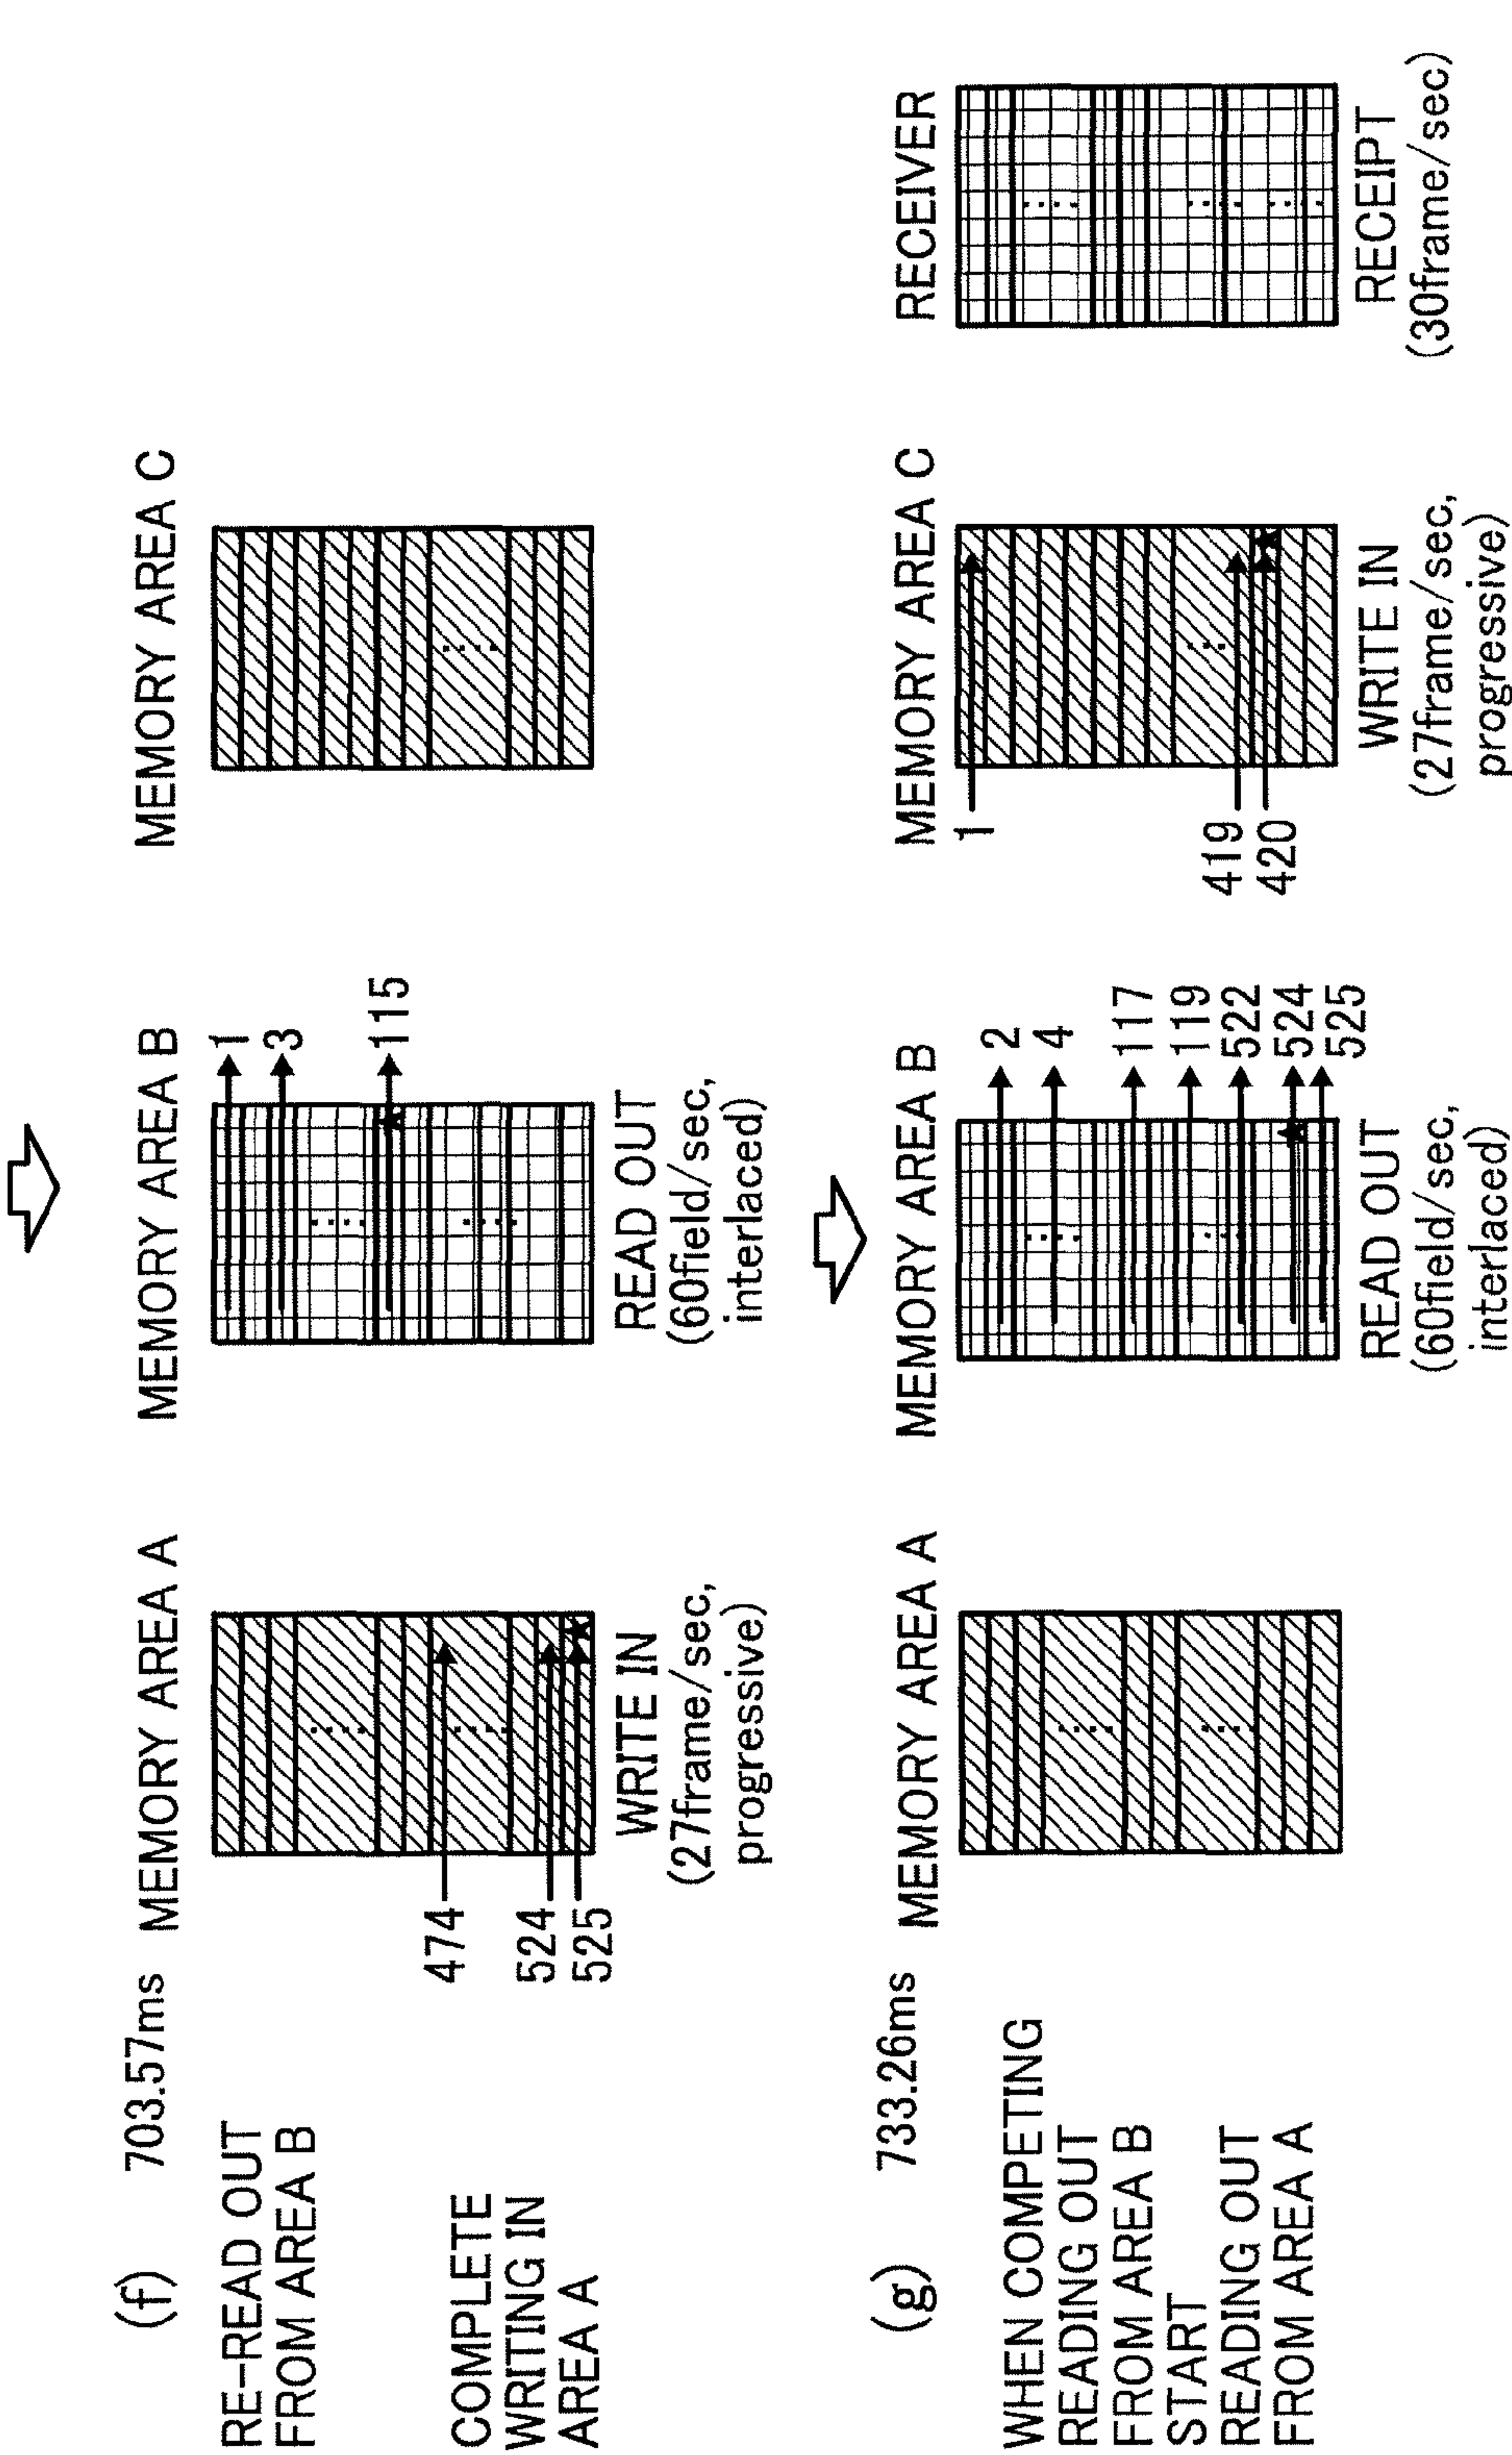 (f) 703.57ms
RE-READ OUT
FROM AREA B
COMPLETE
WRITING IN
AREA A
MEMORY AREA A
474
524
525
WRITE IN
(27frame/sec,
progressive)
MEMORY AREA B
1
3
115
READ OUT
(60field/sec,
interlaced)
MEMORY AREA C
(g) 733.26ms
WHEN COMPETING
READING OUT
FROM AREA B
START
READING OUT
FROM AREA A
MEMORY AREA A
MEMORY AREA B
2
4
117
119
522
524
525
READ OUT
(60field/sec,
interlaced)
MEMORY AREA C
1
419
420
WRITE IN
(27frame/sec,
progressive)
RECEIVER
RECEIPT
(30frame/sec)